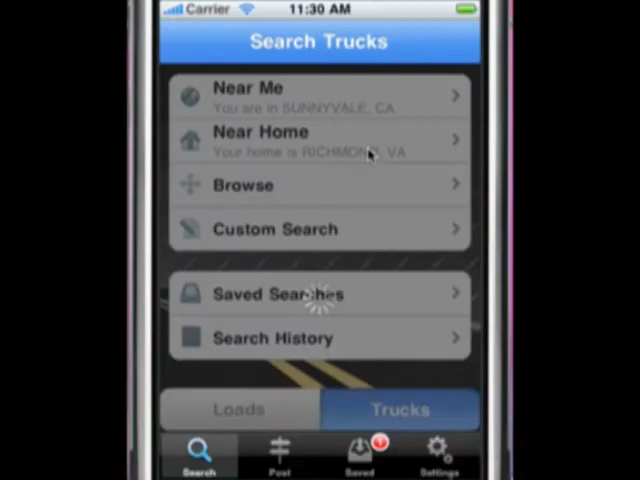 Carrier 11:30 AM
Search Trucks
Near Me
You are in SUNNYVALE, CA
Near Home
Your home is RICHMOND, VA
Browse
Custom Search
Saved Searches
Search History
Loads Trucks
Search Post Saved Settings